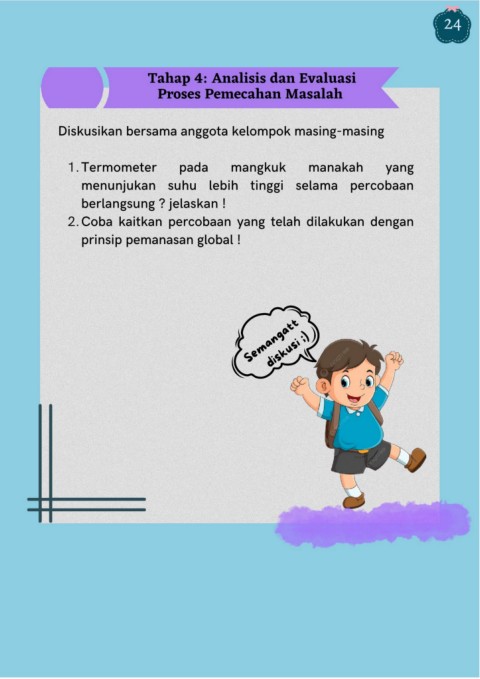 24
Tahap 4: Analisis dan Evaluasi
Proses Pemecahan Masalah
Diskusikan bersama anggota kelompok masing-masing
1. Termometer pada mangkuk manakah yang
menunjukan suhu lebih tinggi selama percobaan
berlangsung ? jelaskan !
2. Coba kaitkan percobaan yang telah dilakukan dengan
prinsip pemanasan global !
Semangatt
diskusi :)